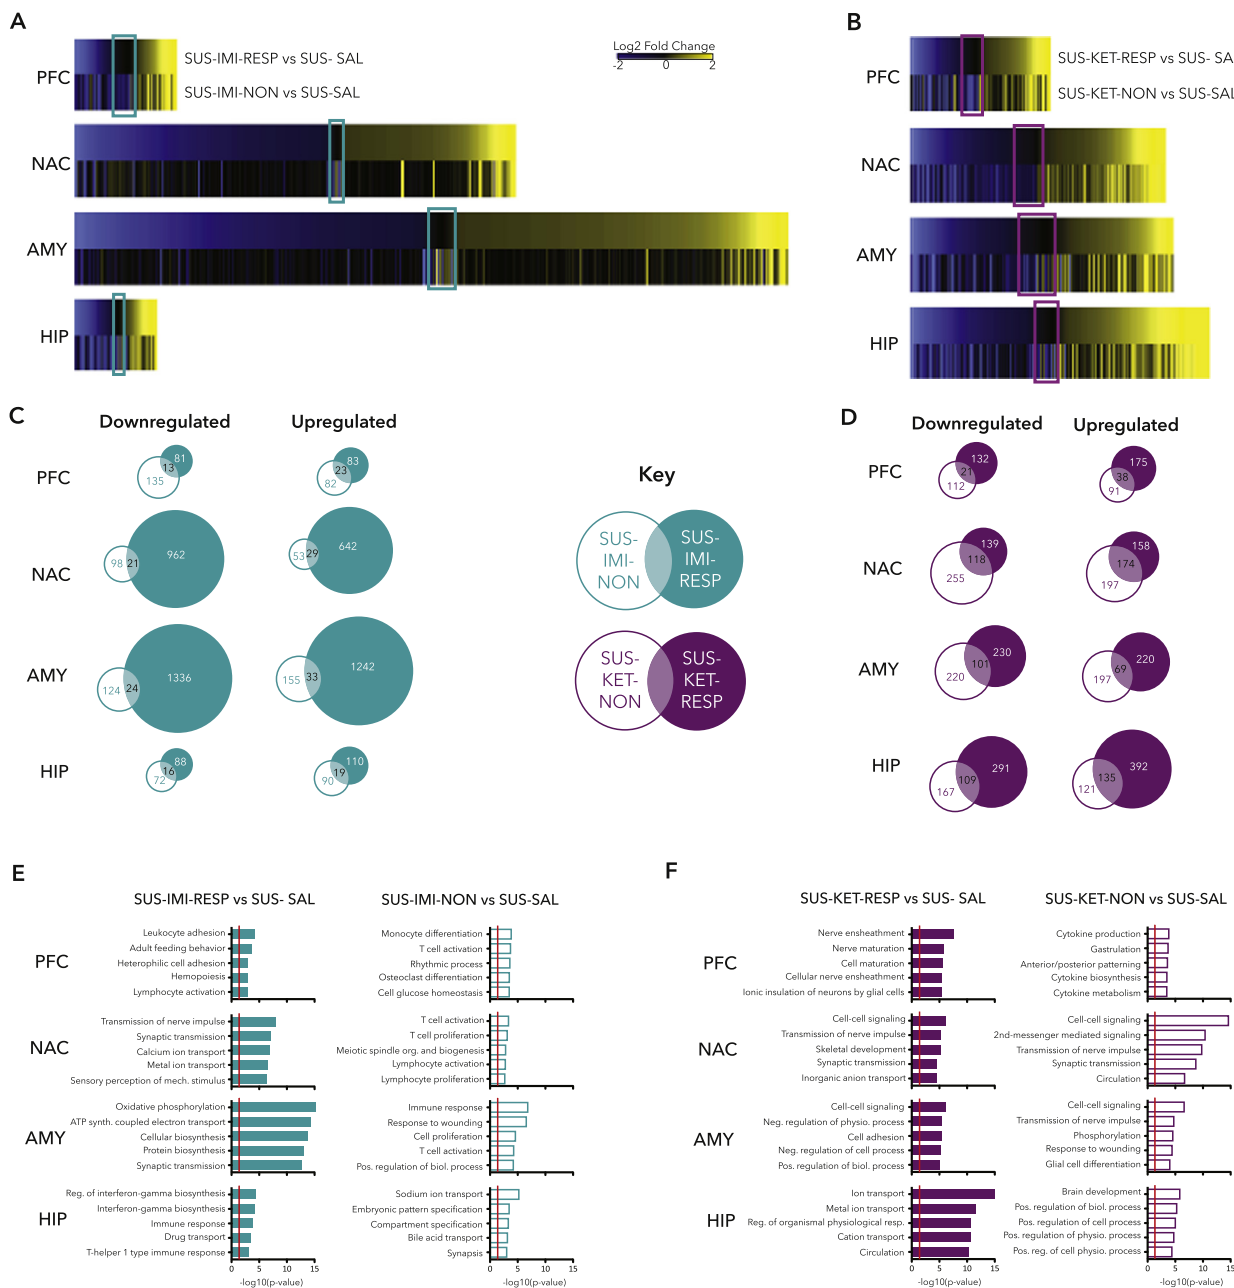 A
PFC
SUS-IMI-RESP vs SUS- SAL
SUS-IMI-NON vs SUS-SAL
Log2 Fold Change
-2 0 2
NAC
AMY
HIP
B
PFC
SUS-KET-RESP vs SUS- SA
SUS-KET-NON vs SUS-SAL
NAC
AMY
HIP
C
Downregulated Upregulated
PFC
81
13
135
83
23
82
NAC
962
98 21
642
53 29
AMY
1336
124 24
1242
155 33
HIP
88
16
72
110
19
90
Key
SUS-IMI-NON
SUS-IMI-RESP
SUS-KET-NON
SUS-KET-RESP
D
Downregulated Upregulated
PFC
132
21
112
175
38
91
NAC
139
118
255
158
174
197
AMY
230
101
220
220
69
197
HIP
291
109
167
392
135
121
E
SUS-IMI-RESP vs SUS- SAL
SUS-IMI-NON vs SUS-SAL
PFC
Leukocyte adhesion
Adult feeding behavior
Heterophilic cell adhesion
Hemopoiesis
Lymphocyte activation
Monocyte differentiation
T cell activation
Rhythmic process
Osteoclast differentiation
Cell glucose homeostasis
NAC
Transmission of nerve impulse
Synaptic transmission
Calcium ion transport
Metal ion transport
Sensory perception of mech. stimulus
T cell activation
T cell proliferation
Meiotic spindle org. and biogenesis
Lymphocyte activation
Lymphocyte proliferation
AMY
Oxidative phosphorylation
ATP synth. coupled electron transport
Cellular biosynthesis
Protein biosynthesis
Synaptic transmission
Immune response
Response to wounding
Cell proliferation
T cell activation
Pos. regulation of biol. process
HIP
Reg. of interferon-gamma biosynthesis
Interferon-gamma biosynthesis
Immune response
Drug transport
T-helper 1 type immune response
Sodium ion transport
Embryonic pattern specification
Compartment specification
Bile acid transport
Synapsis
0 5 10 15
-log10(p-value)
0 5 10 15
-log10(p-value)
F
SUS-KET-RESP vs SUS- SAL
SUS-KET-NON vs SUS-SAL
PFC
Nerve ensheathment
Nerve maturation
Cell maturation
Cellular nerve ensheathment
Ionic insulation of neurons by glial cells
Cytokine production
Gastrulation
Anterior/posterior patterning
Cytokine biosynthesis
Cytokine metabolism
NAC
Cell-cell signaling
Transmission of nerve impulse
Skeletal development
Synaptic transmission
Inorganic anion transport
Cell-cell signaling
2nd-messenger mediated signaling
Transmission of nerve impulse
Synaptic transmission
Circulation
AMY
Cell-cell signaling
Neg. regulation of physio. process
Cell adhesion
Neg. regulation of cell process
Pos. regulation of biol. process
Cell-cell signaling
Transmission of nerve impulse
Phosphorylation
Response to wounding
Glial cell differentiation
HIP
Ion transport
Metal ion transport
Reg. of organismal physiological resp.
Cation transport
Circulation
Brain development
Pos. regulation of biol. process
Pos. regulation of cell process
Pos. regulation of physio. process
Pos. reg. of cell physio. process
0 5 10 15
-log10(p-value)
0 5 10 15
-log10(p-value)